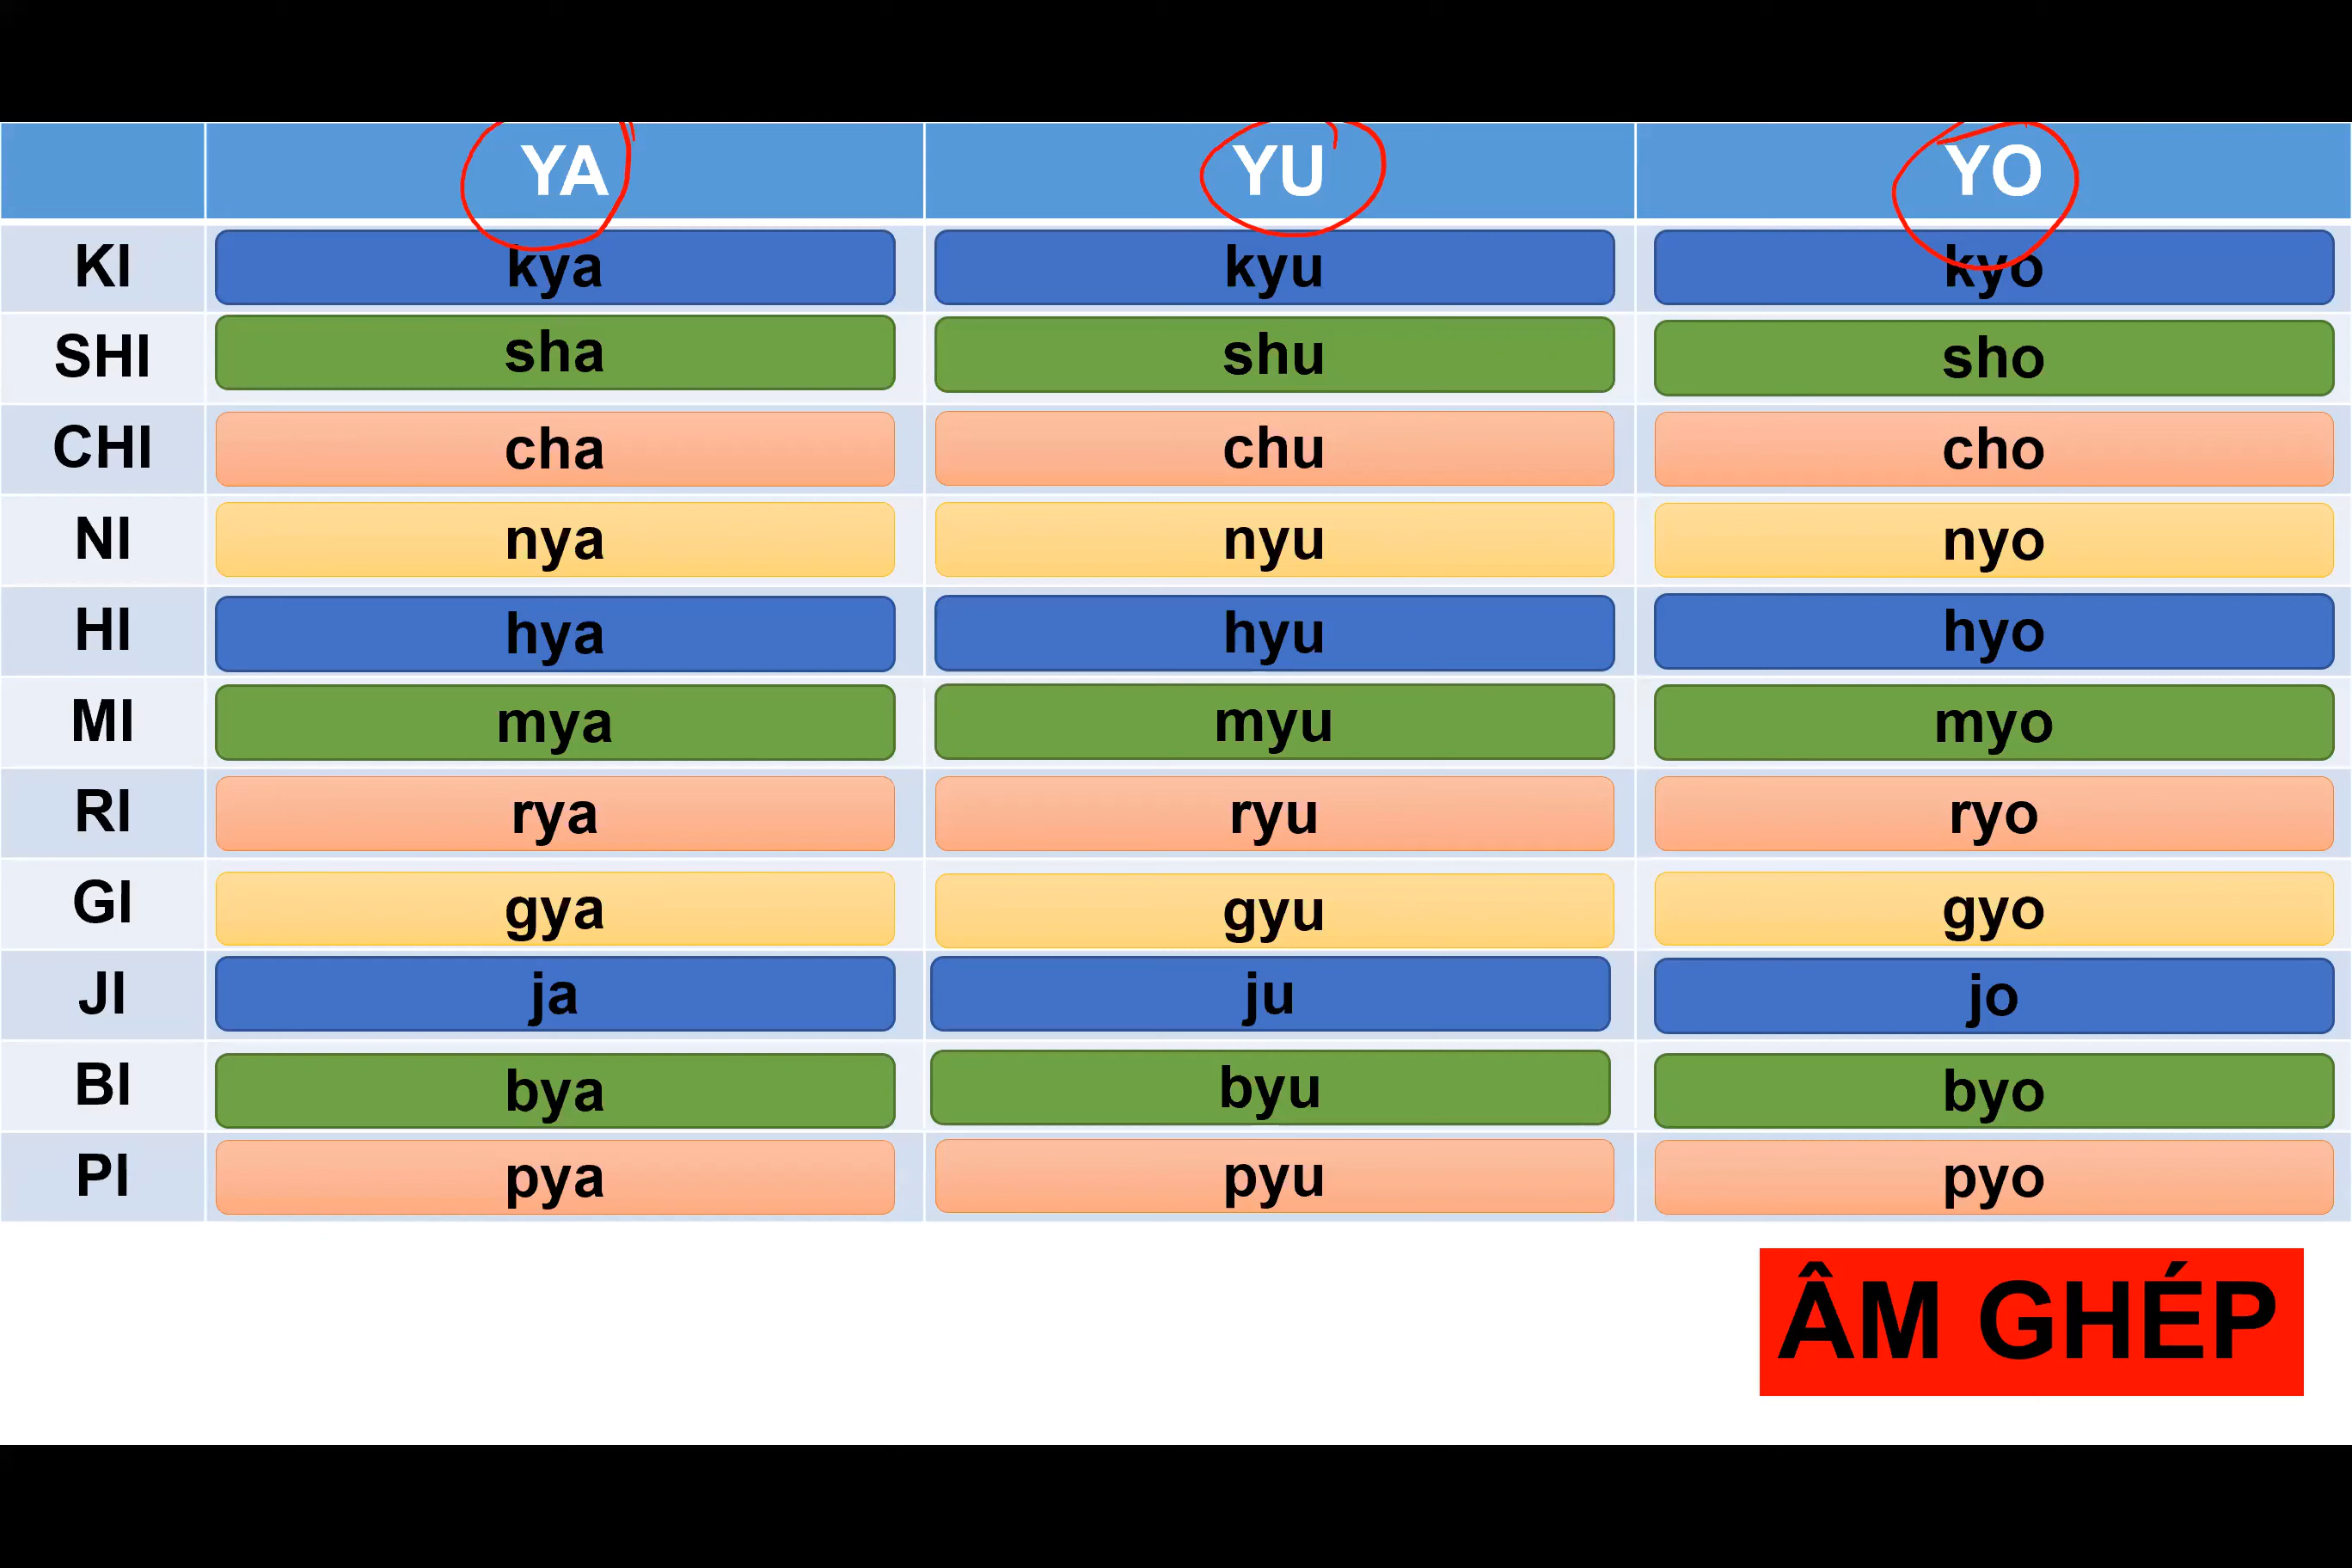 YA YU YO
KI kya kyu kyo
SHI sha shu sho
CHI cha chu cho
NI nya nyu nyo
HI hya hyu hyo
MI mya myu myo
RI rya ryu ryo
GI gya gyu gyo
JI ja ju jo
BI bya byu byo
PI pya pyu pyo
ÂM GHÉP